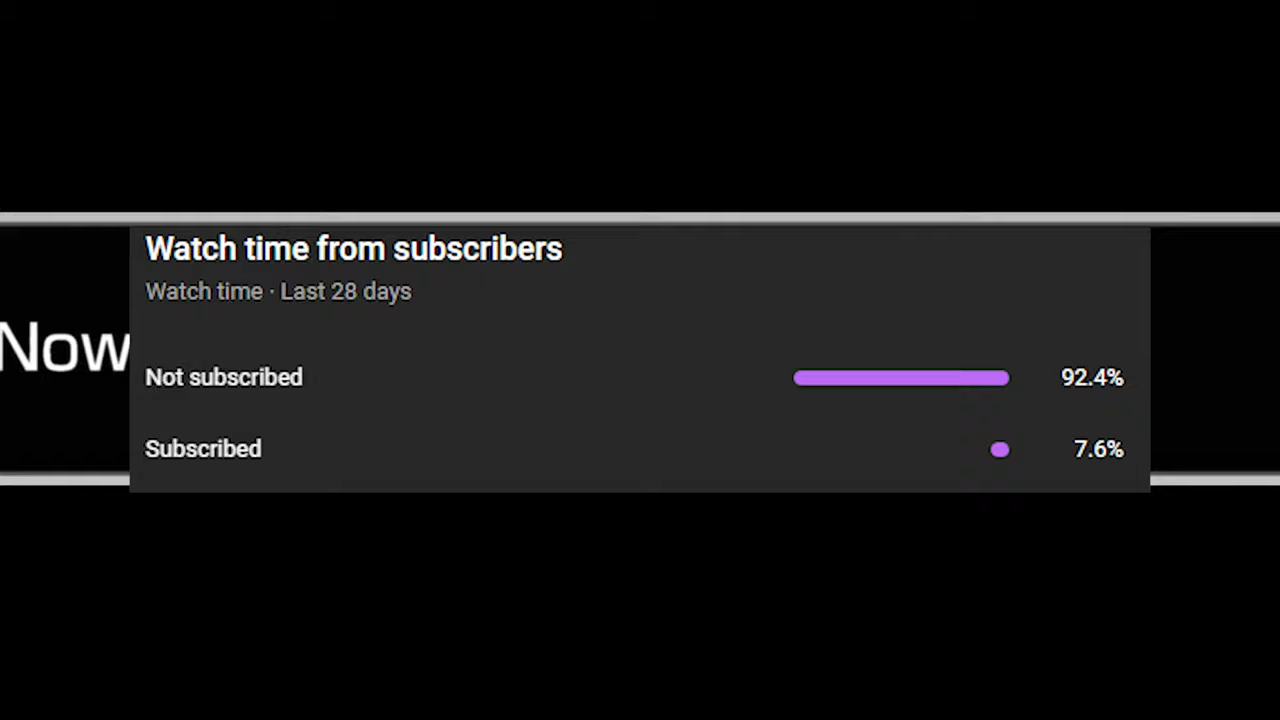 Watch time from subscribers
Watch time · Last 28 days
Now
Not subscribed 92.4%
Subscribed 7.6%